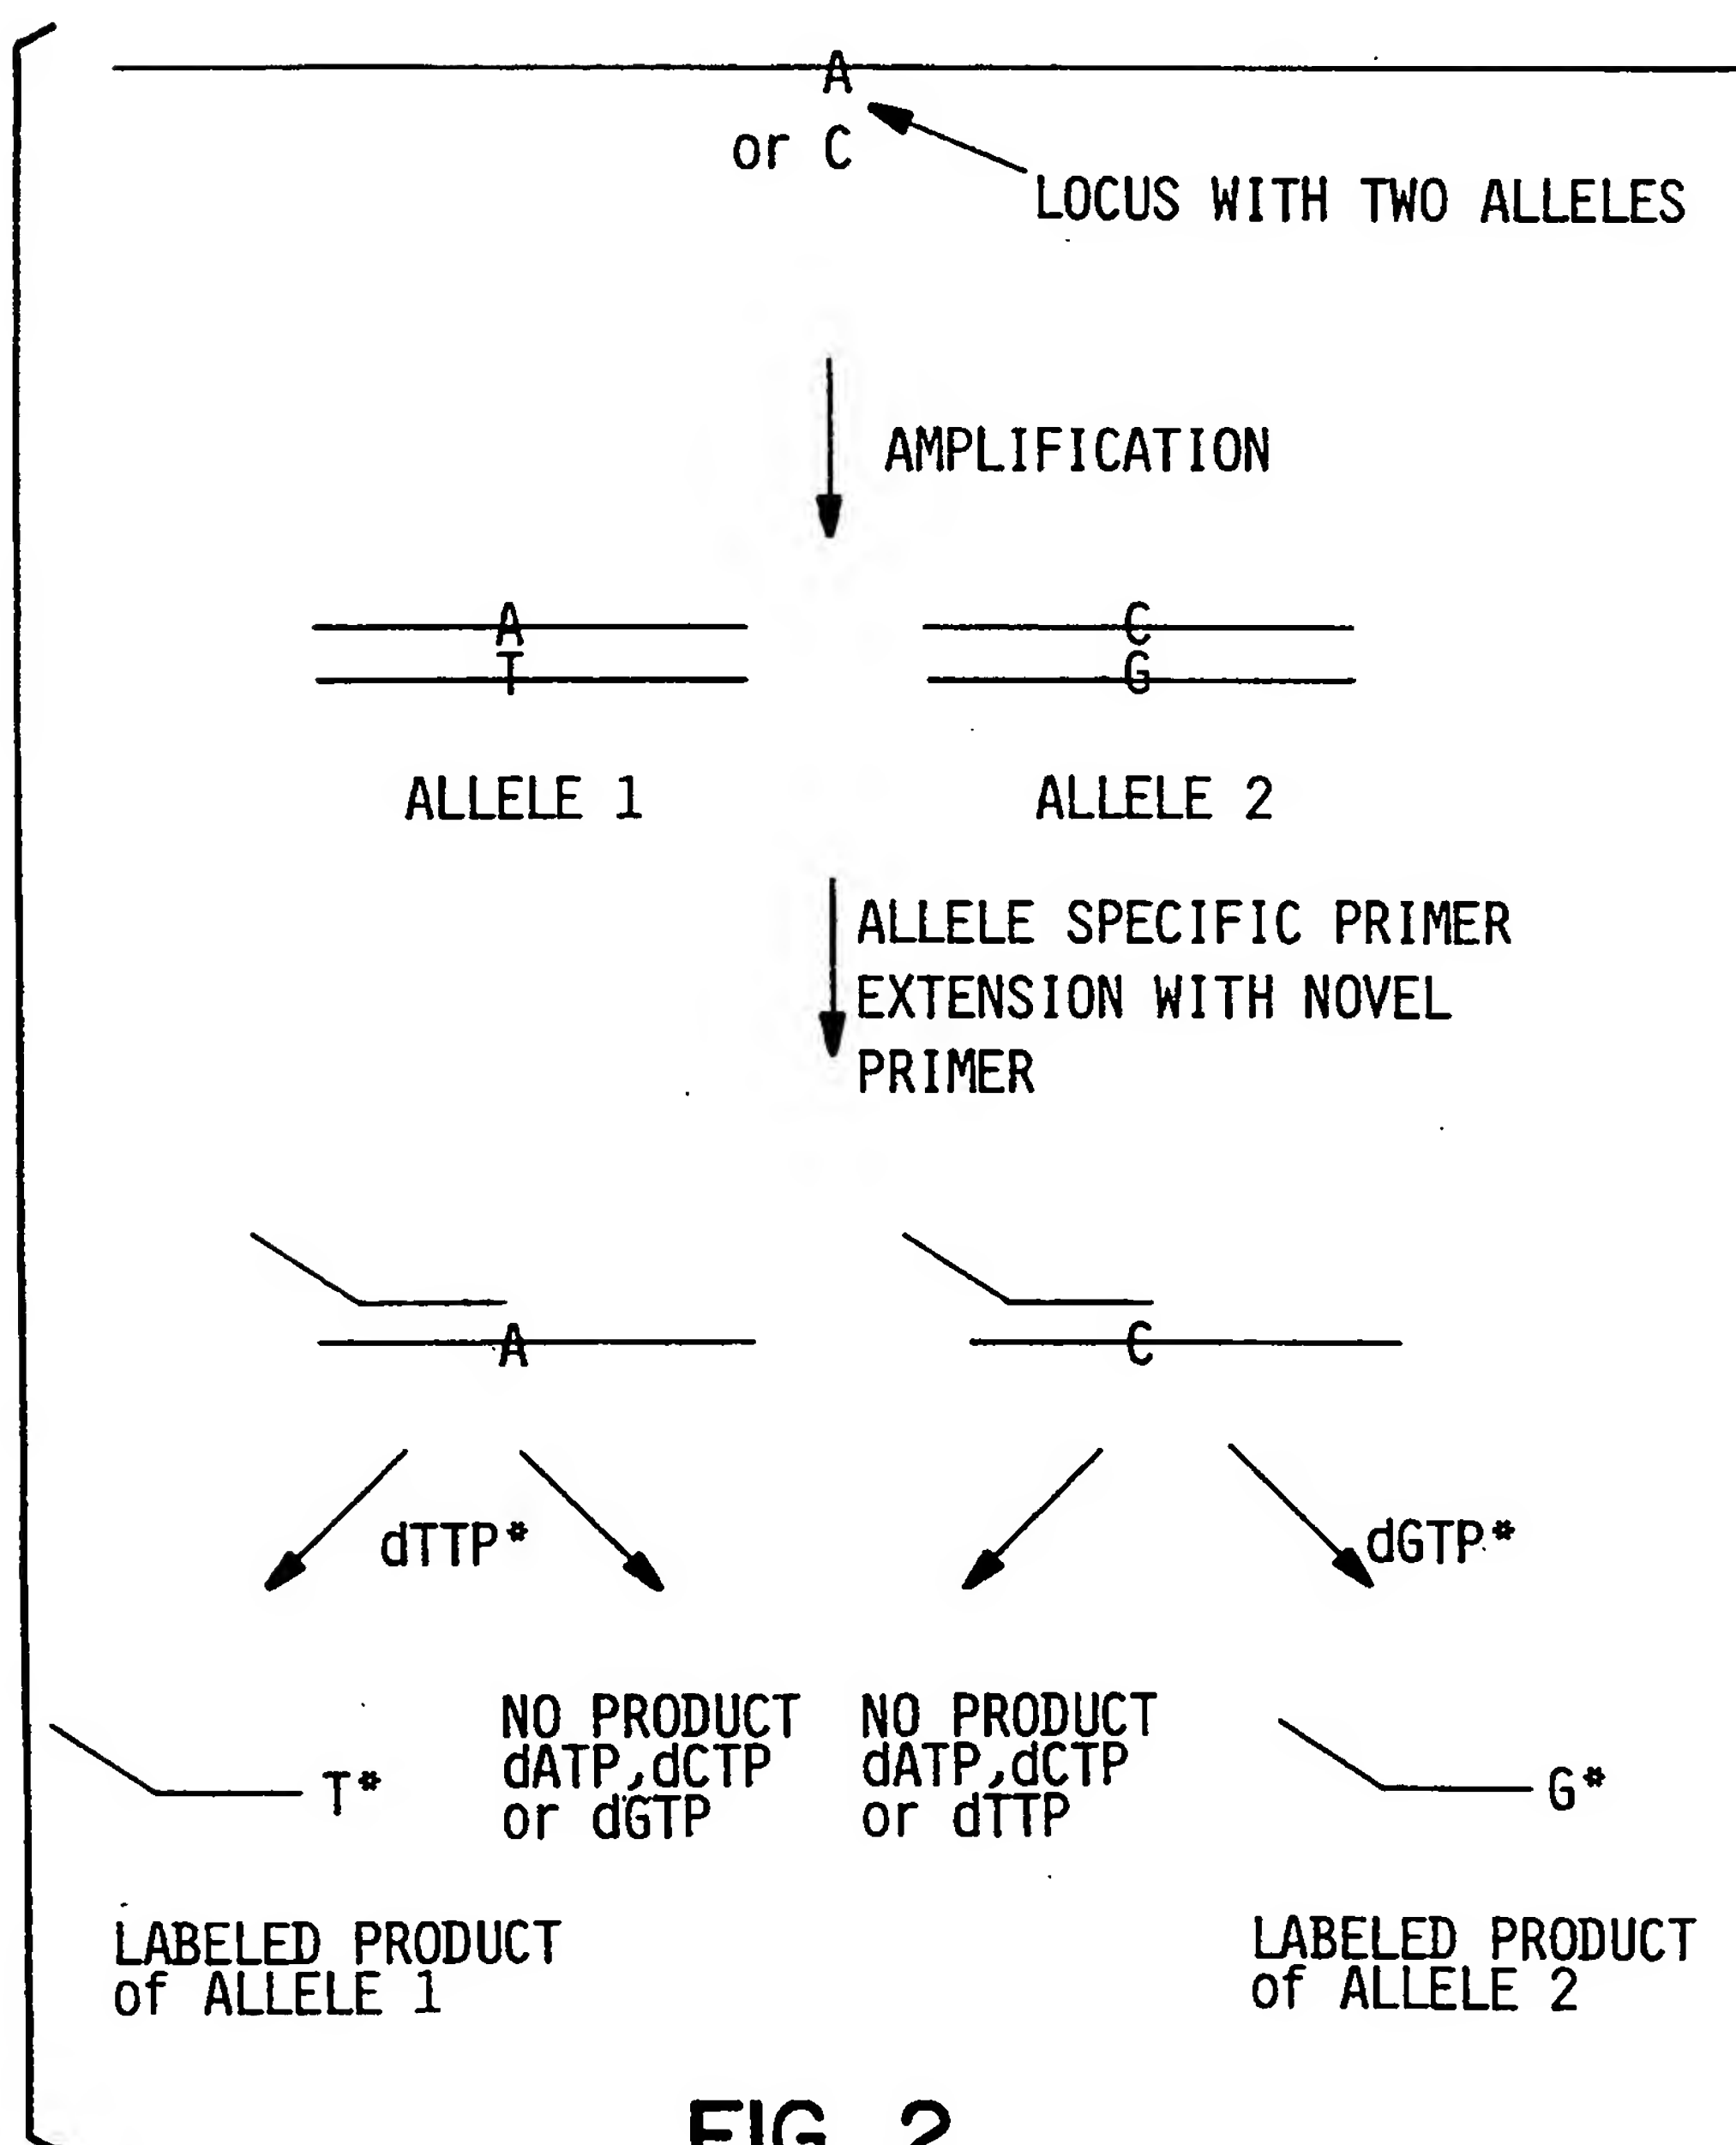 A
or C
LOCUS WITH TWO ALLELES
AMPLIFICATION
A
T
C
G
ALLELE 1
ALLELE 2
ALLELE SPECIFIC PRIMER
EXTENSION WITH NOVEL
PRIMER
A
C
dTTP*
dGTP*
T*
NO PRODUCT
dATP,dCTP
or dGTP
NO PRODUCT
dATP,dCTP
or dTTP
G*
LABELED PRODUCT
of ALLELE 1
LABELED PRODUCT
of ALLELE 2
FIG. 2